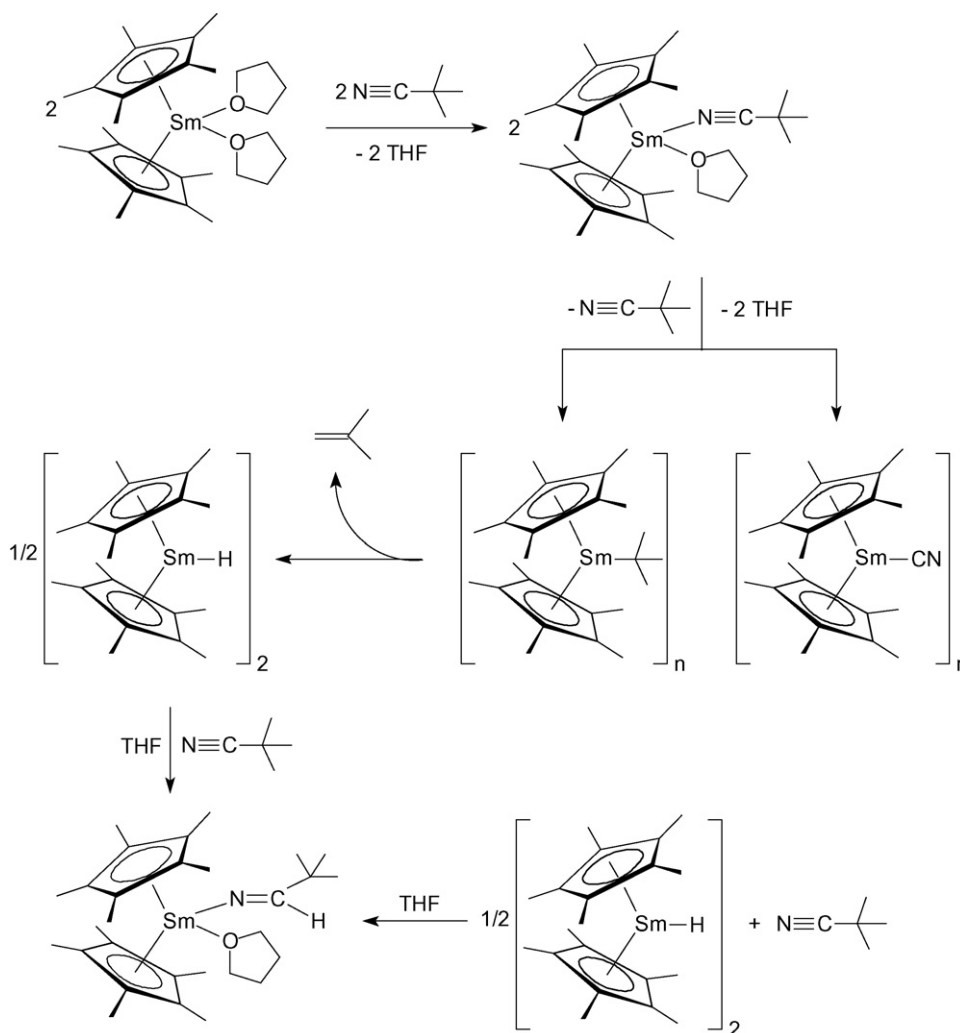 2 Sm O O
2 N≡C
- 2 THF
2 Sm N≡C O
- N≡C - 2 THF
1/2 Sm–H 2
Sm n
Sm–CN n
THF N≡C
Sm N=C H O
THF
1/2 Sm–H 2 + N≡C